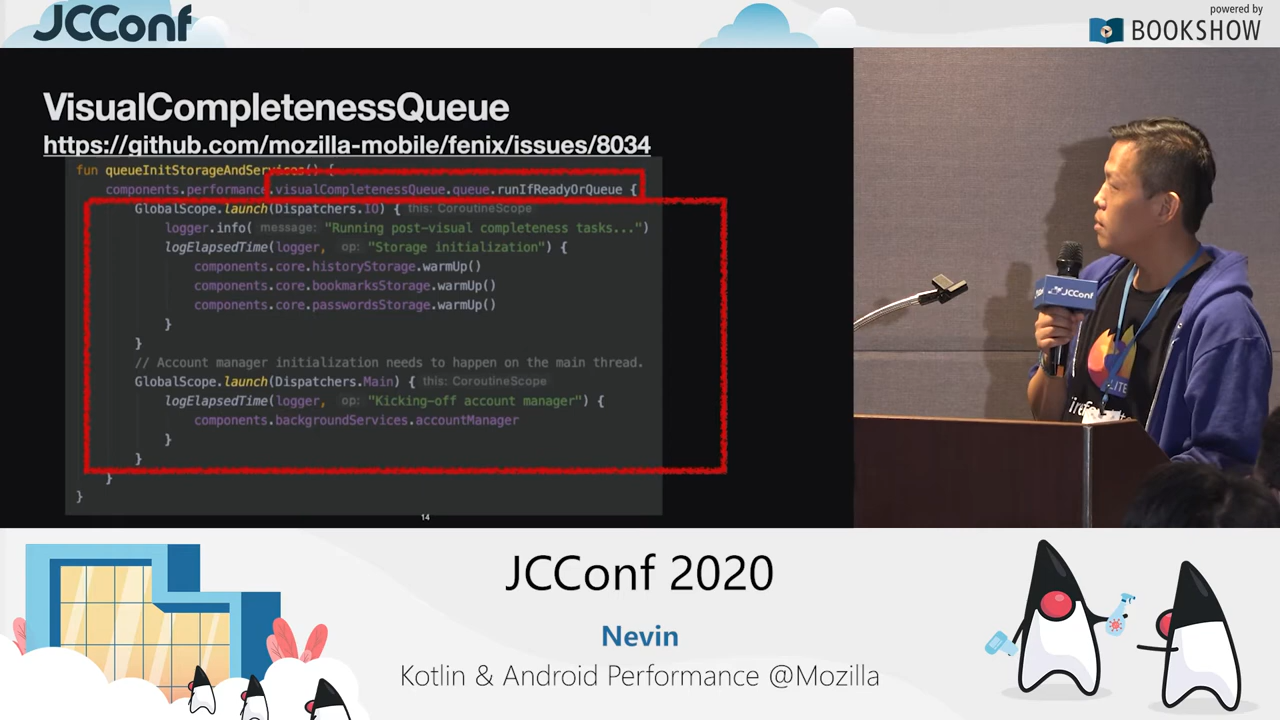 JCConf
powered by
BOOKSHOW
VisualCompletenessQueue
https://github.com/mozilla-mobile/fenix/issues/8034
fun queueInitStorageAndServices() {
components.performance.visualCompletenessQueue.queue.runIfReadyOrQueue {
GlobalScope.launch(Dispatchers.IO) { this: CoroutineScope
logger.info( message: "Running post-visual completeness tasks...")
logElapsedTime(logger, op: "Storage initialization") {
components.core.historyStorage.warmUp()
components.core.bookmarksStorage.warmUp()
components.core.passwordsStorage.warmUp()
}
}
// Account manager initialization needs to happen on the main thread.
GlobalScope.launch(Dispatchers.Main) { this: CoroutineScope
logElapsedTime(logger, op: "Kicking-off account manager") {
components.backgroundServices.accountManager
}
}
}
}
14
JCConf
JCConf 2020
Nevin
Kotlin & Android Performance @Mozilla